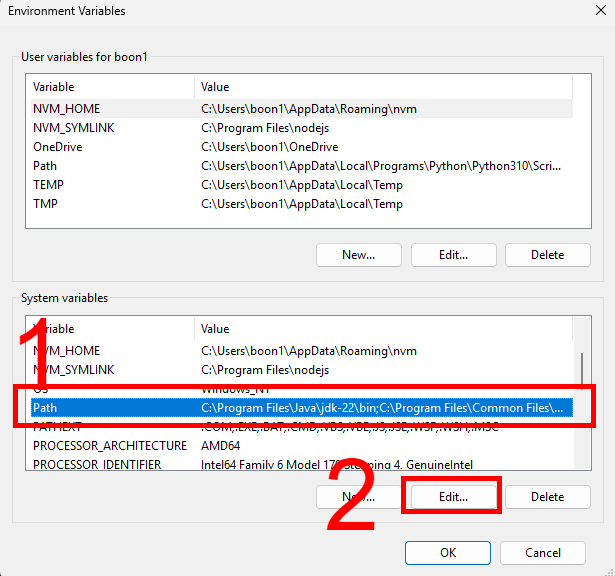 Environment Variables
User variables for boon1
Variable Value
NVM_HOME C:\Users\boon1\AppData\Roaming\nvm
NVM_SYMLINK C:\Program Files\nodejs
OneDrive C:\Users\boon1\OneDrive
Path C:\Users\boon1\AppData\Local\Programs\Python\Python310\Scri...
TEMP C:\Users\boon1\AppData\Local\Temp
TMP C:\Users\boon1\AppData\Local\Temp
New... Edit... Delete
System variables
1
Variable Value
NVM_HOME C:\Users\boon1\AppData\Roaming\nvm
NVM_SYMLINK C:\Program Files\nodejs
OS Windows_NT
Path C:\Program Files\Java\jdk-22\bin;C:\Program Files\Common Files\...
PATHEXT .COM;.EXE;.BAT;.CMD;.VBS;.VBE;.JS;.JSE;.WSF;.WSH;.MSC
PROCESSOR_ARCHITECTURE AMD64
PROCESSOR_IDENTIFIER Intel64 Family 6 Model Stepping 4, GenuineIntel
2
New... Edit... Delete
OK Cancel